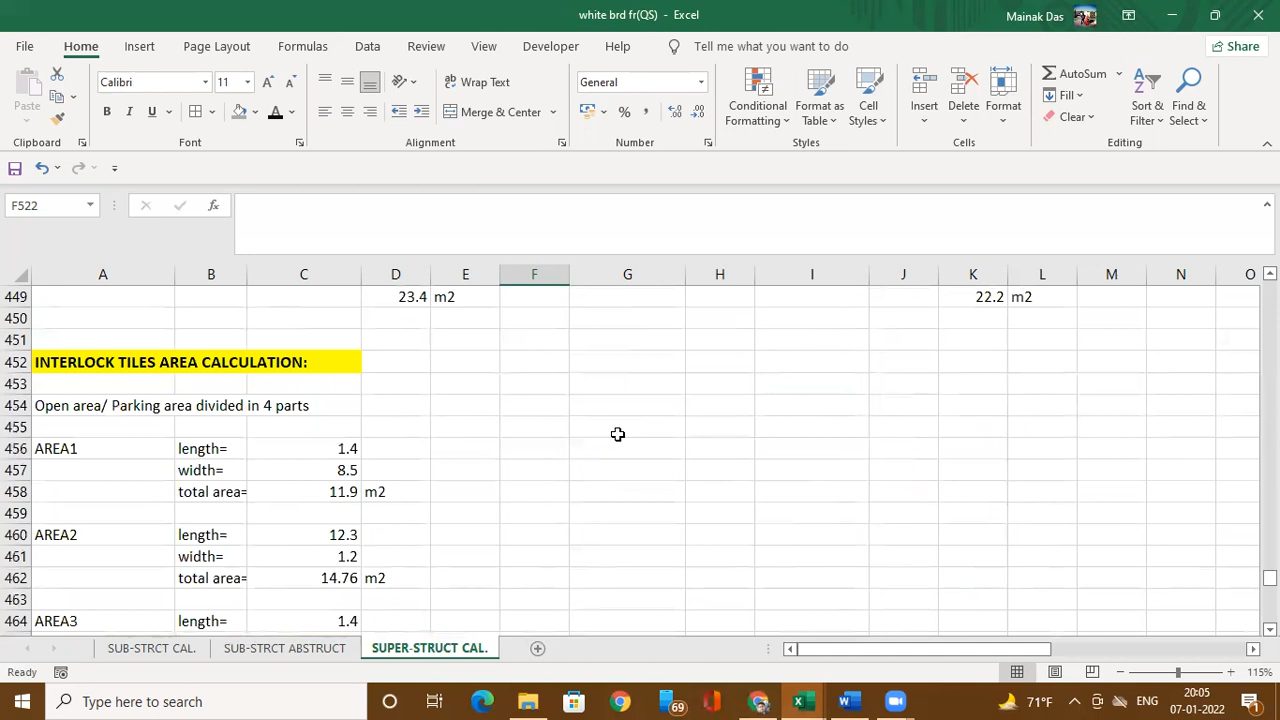 white brd fr(QS) - Excel
Mainak Das
File Home Insert Page Layout Formulas Data Review View Developer Help Tell me what you want to do Share
Paste
Clipboard
Calibri 11
A A
B I U A
Font
Wrap Text
Merge & Center
Alignment
General
% ,
Number
Conditional Formatting
Format as Table
Cell Styles
Styles
Insert Delete Format
Cells
AutoSum
Fill
Clear
Sort & Filter
Find & Select
Editing
F522 fx
A B C D E F G H I J K L M N O
449 23.4 m2 22.2 m2
450
451
452 INTERLOCK TILES AREA CALCULATION:
453
454 Open area/ Parking area divided in 4 parts
455
456 AREA1 length= 1.4
457 width= 8.5
458 total area= 11.9 m2
459
460 AREA2 length= 12.3
461 width= 1.2
462 total area= 14.76 m2
463
464 AREA3 length= 1.4
SUB-STRCT CAL. SUB-STRCT ABSTRUCT SUPER-STRUCT CAL.
Ready 115%
Type here to search 69 71°F ENG 20:05
07-01-2022 1